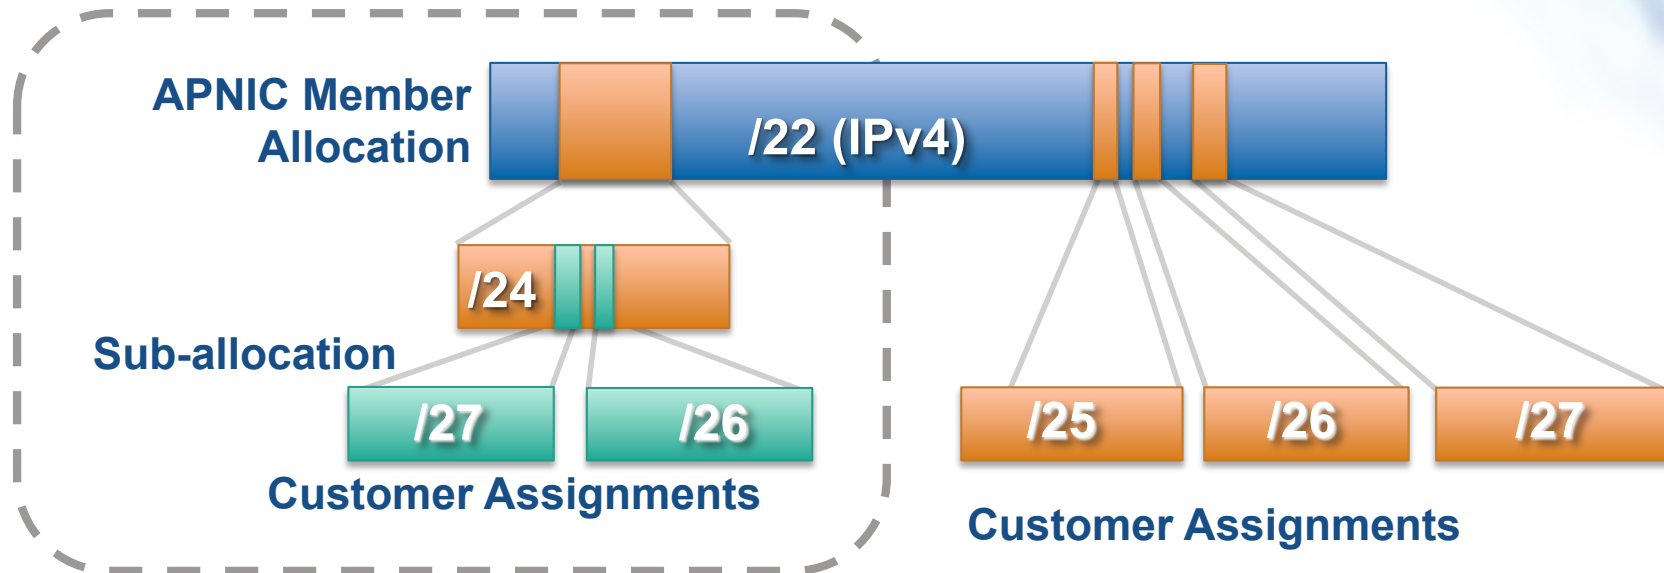 APNIC Member
Allocation
/22 (IPv4)
/24
Sub-allocation
/27
/26
/25
/26
/27
Customer Assignments
Customer Assignments